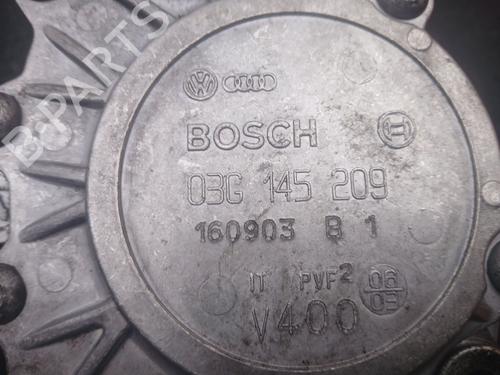 B-PARTS
BOSCH
03G 145 209
160903 B 1
IT PVF2 06
03
V400